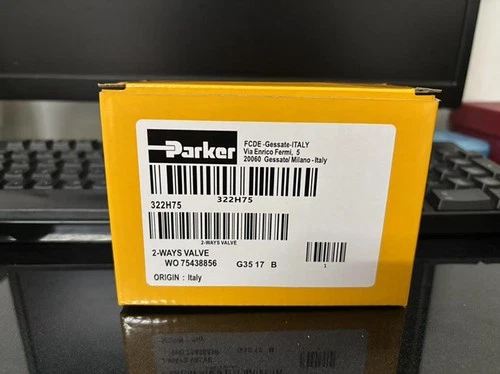 Parker
FCDE -Gessate-ITALY
Via Enrico Fermi, 5
20060 Gessate/ Milano - Italy
322H75
322H75
2-WAYS VALVE
2-WAYS VALVE
WO 75438856 G35 17 B
1
ORIGIN : Italy